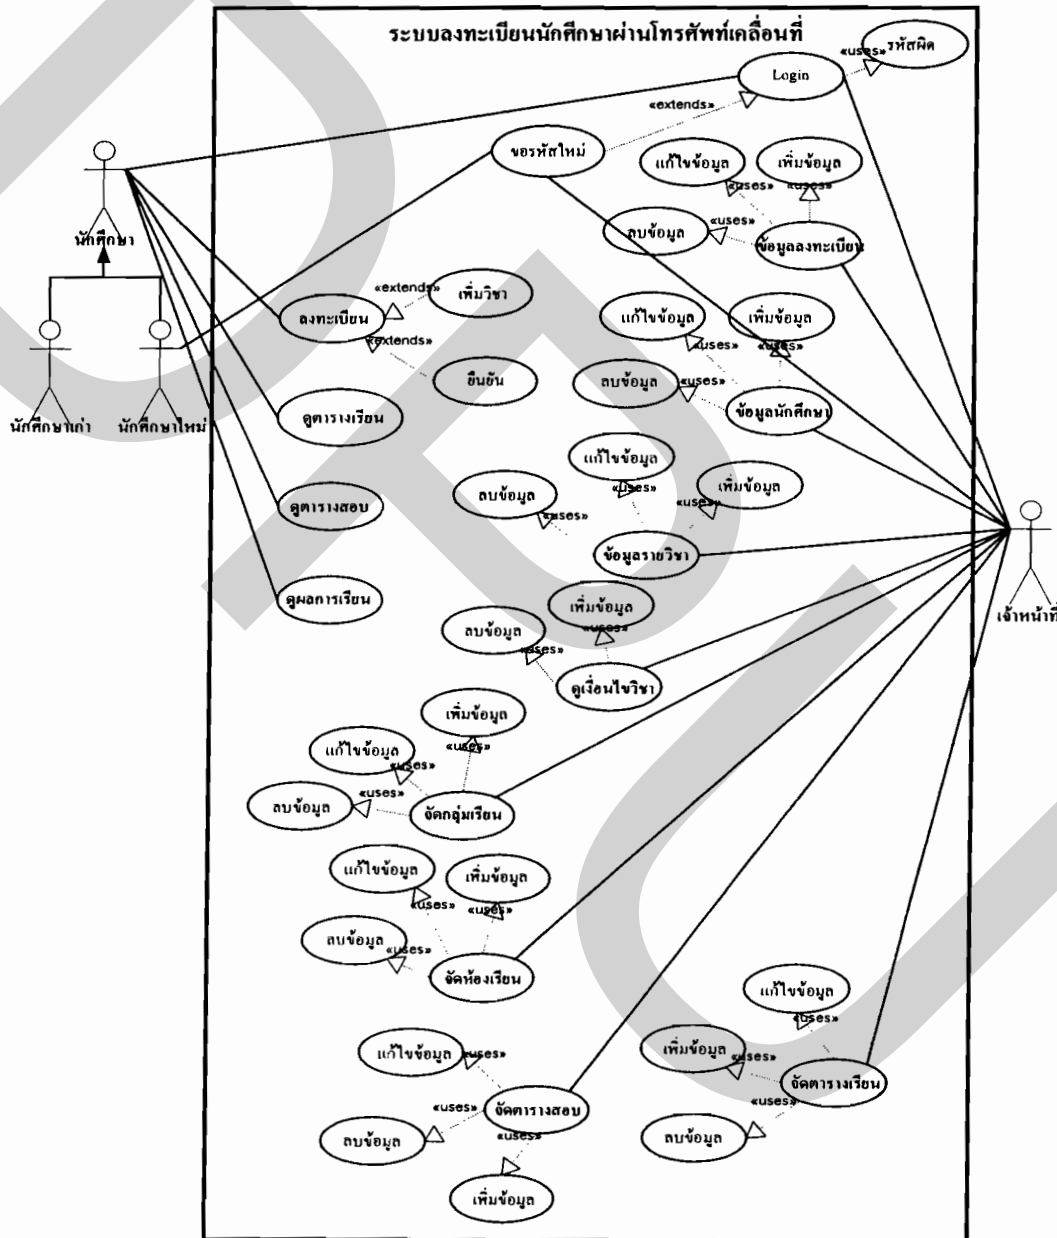 ระบบลงทะเบียนนักศึกษาผ่านโทรศัพท์เคลื่อนที่
«uses»
รหัสผิด
Login
«extends»
ขอรหัสใหม่
แก้ไขข้อมูล
เพิ่มข้อมูล
«uses»
«uses»
ลบข้อมูล
«uses»
ข้อมูลลงทะเบียน
นักศึกษา
นักศึกษาเก่า
นักศึกษาใหม่
ลงทะเบียน
«extends»
เพิ่มวิชา
«extends»
ยืนยัน
แก้ไขข้อมูล
เพิ่มข้อมูล
«uses»
«uses»
ลบข้อมูล
«uses»
ข้อมูลนักศึกษา
ดูตารางเรียน
แก้ไขข้อมูล
เพิ่มข้อมูล
ลบข้อมูล
«uses»
«uses»
«uses»
ดูตารางสอบ
ข้อมูลรายวิชา
เจ้าหน้าที่
ดูผลการเรียน
เพิ่มข้อมูล
ลบข้อมูล
«uses»
«uses»
ดูเงื่อนไขวิชา
เพิ่มข้อมูล
แก้ไขข้อมูล
«uses»
«uses»
ลบข้อมูล
«uses»
จัดกลุ่มเรียน
แก้ไขข้อมูล
เพิ่มข้อมูล
«uses»
«uses»
ลบข้อมูล
«uses»
จัดห้องเรียน
แก้ไขข้อมูล
«uses»
เพิ่มข้อมูล
«uses»
จัดตารางเรียน
«uses»
ลบข้อมูล
แก้ไขข้อมูล
«uses»
«uses»
จัดตารางสอบ
ลบข้อมูล
«uses»
เพิ่มข้อมูล